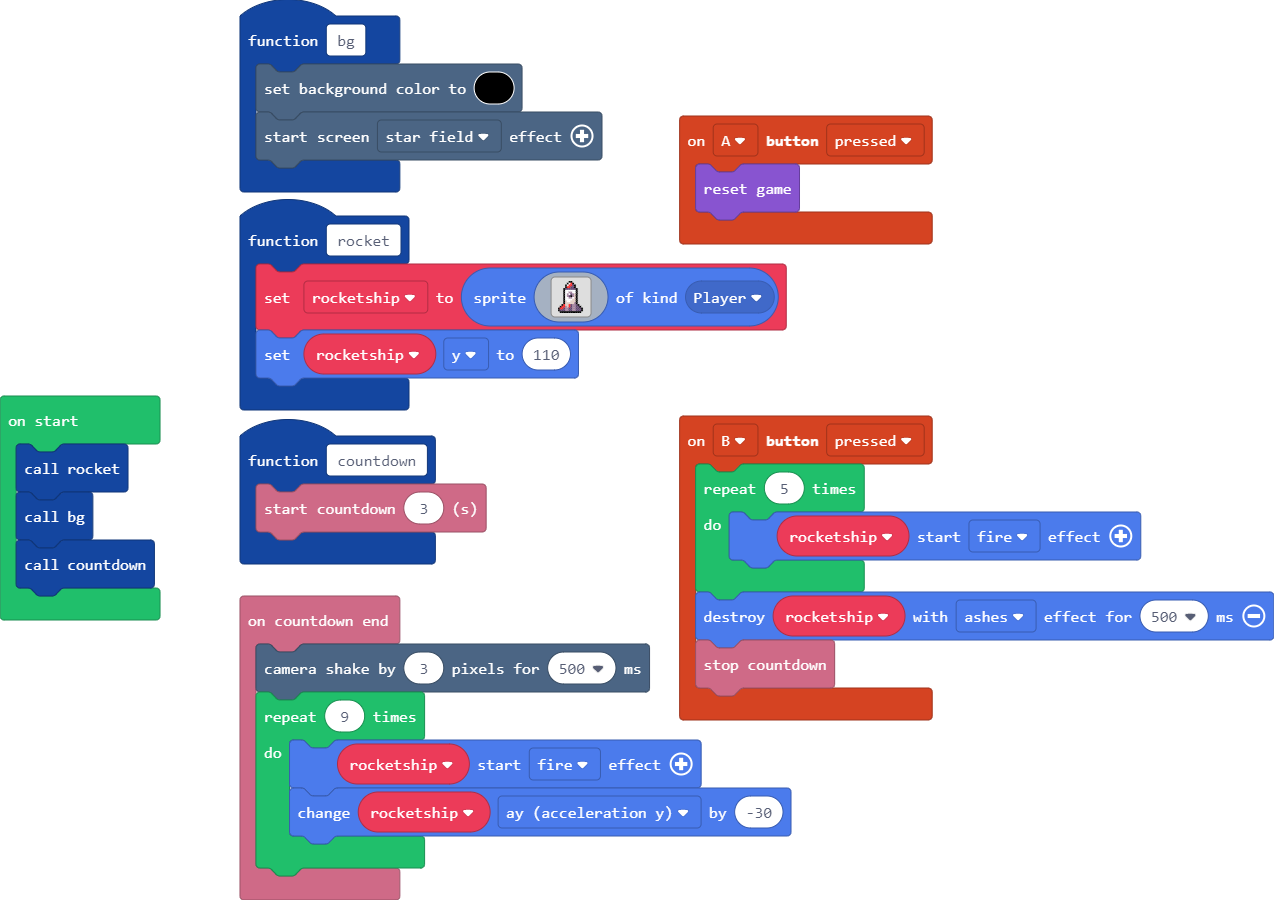 function bg
set background color to
start screen star field effect
function rocket
set rocketship to sprite of kind Player
set rocketship y to 110
on start
call rocket
call bg
call countdown
function countdown
start countdown 3 (s)
on countdown end
camera shake by 3 pixels for 500 ms
repeat 9 times
do
rocketship start fire effect
change rocketship ay (acceleration y) by -30
on A button pressed
reset game
on B button pressed
repeat 5 times
do
rocketship start fire effect
destroy rocketship with ashes effect for 500 ms
stop countdown